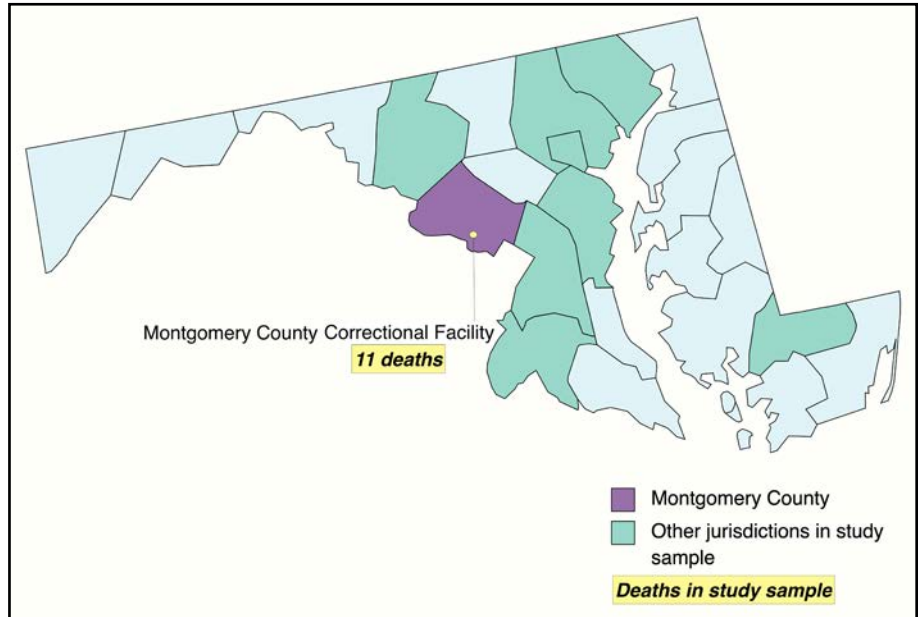 Montgomery County Correctional Facility
11 deaths
Montgomery County
Other jurisdictions in study
sample
Deaths in study sample